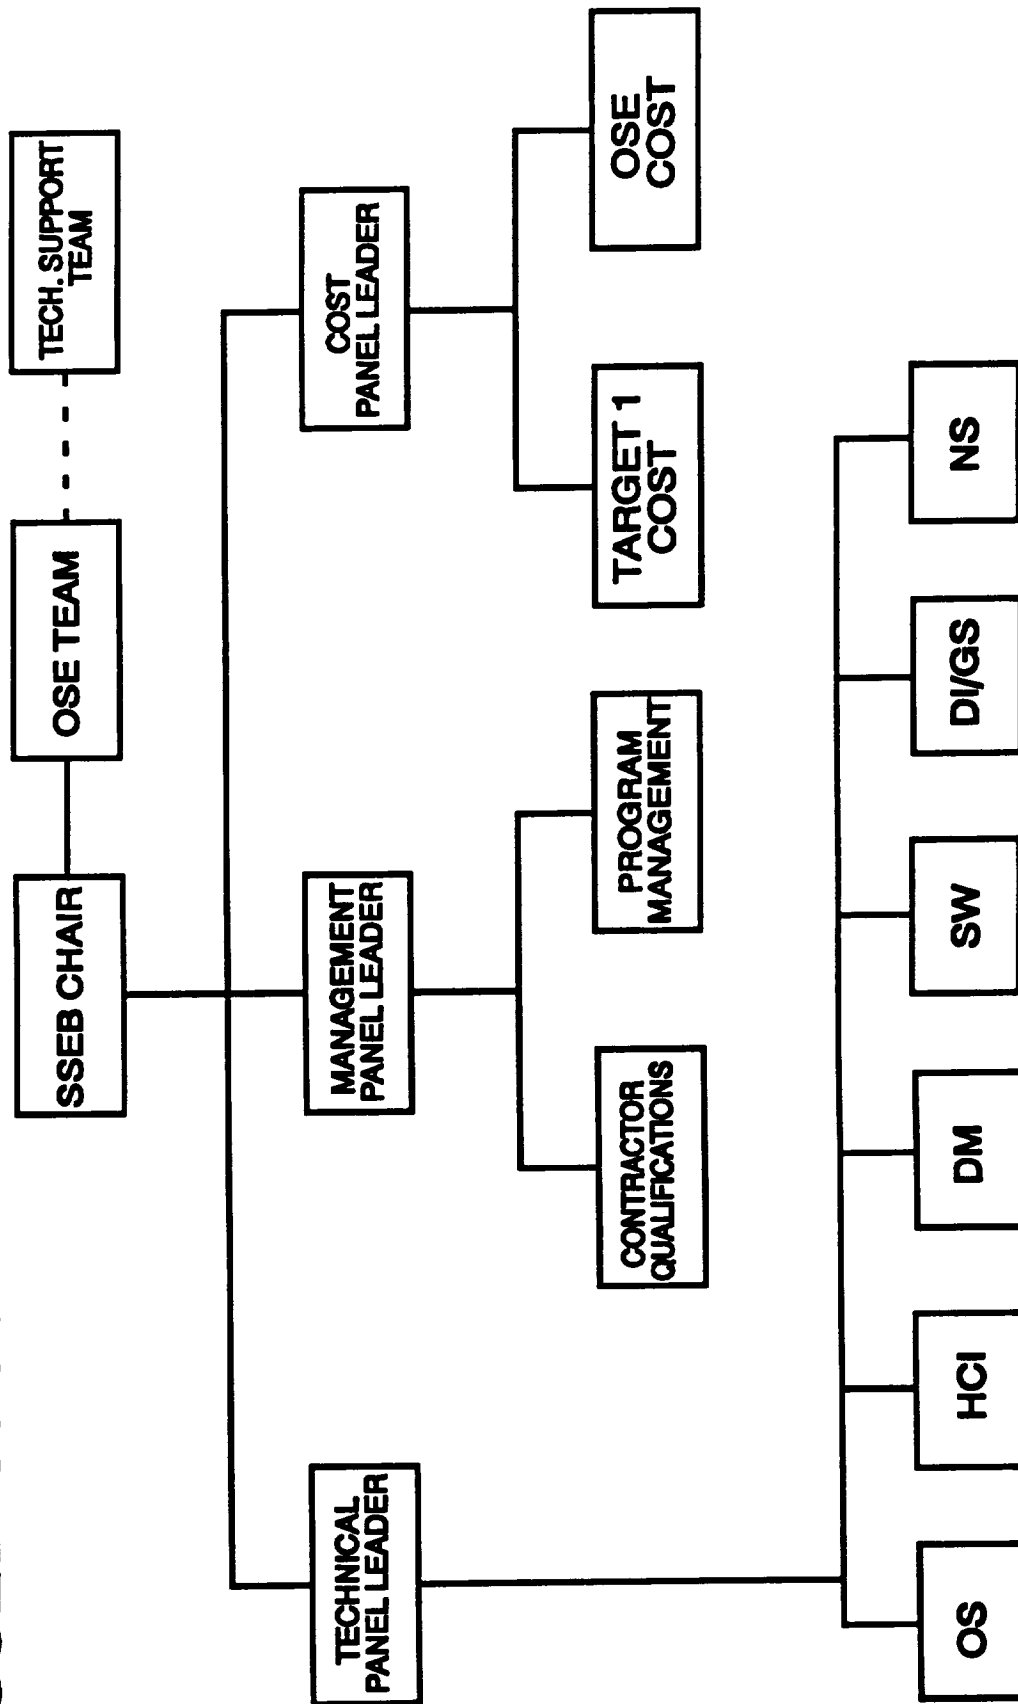 SSEB CHAIR
OSE TEAM
TECH. SUPPORT
TEAM
TECHNICAL
PANEL LEADER
MANAGEMENT
PANEL LEADER
COST
PANEL LEADER
CONTRACTOR
QUALIFICATIONS
PROGRAM
MANAGEMENT
TARGET 1
COST
OSE
COST
OS
HCI
DM
SW
DI/GS
NS